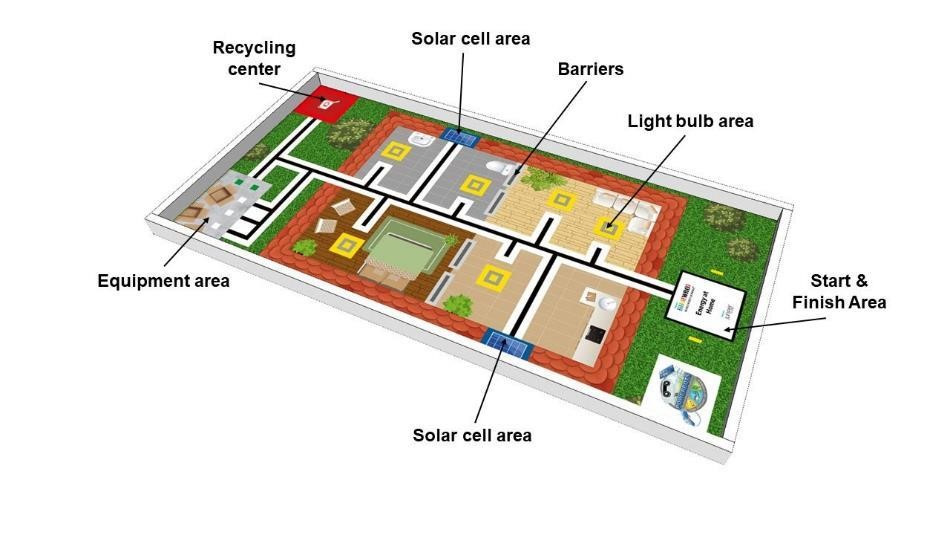 Solar cell area
Recycling
center
Barriers
Light bulb area
Equipment area
Start &
Finish Area
Energy at
Home
Solar cell area